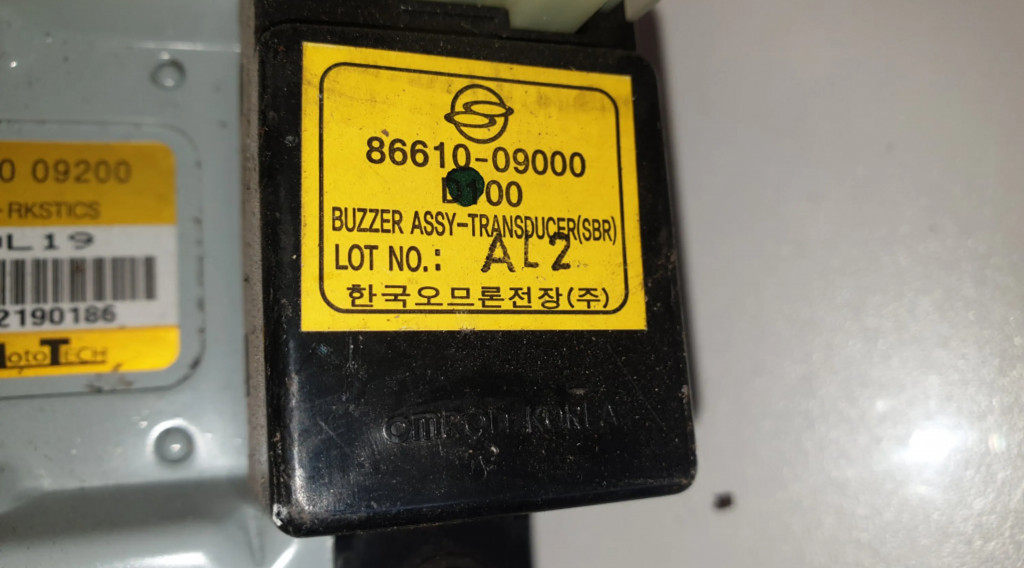 0 09200
-RKSTICS
L19
2190186
MotoTECH
86610-09000
D100
BUZZER ASSY-TRANSDUCER(SBR)
LOT NO.: AL2
한국오므론전장(주)
OMRON KOREA